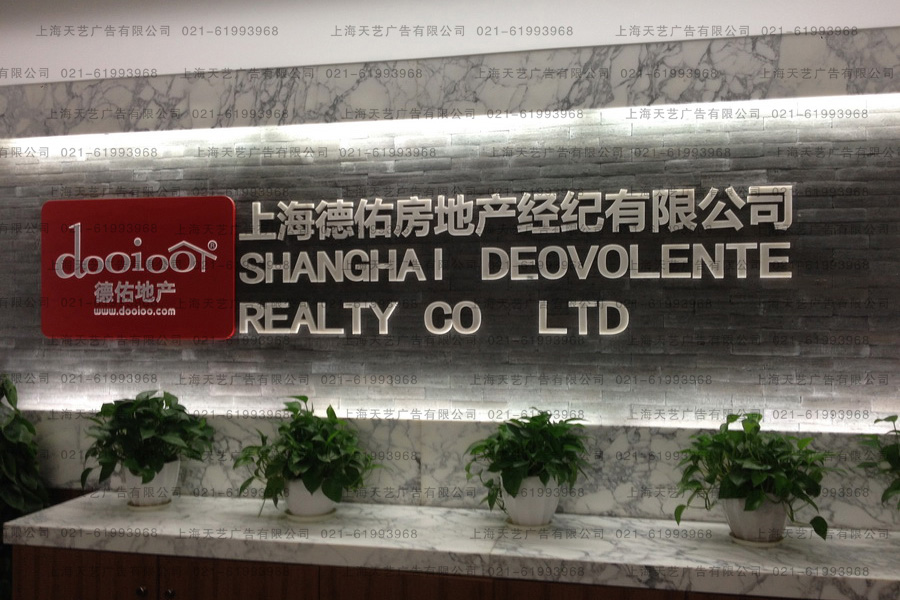 上海天艺广告有限公司 021-61993968
dooioo®
德佑地产
www.dooioo.com
上海德佑房地产经纪有限公司
SHANGHAI DEOVOLENTE
REALTY CO LTD